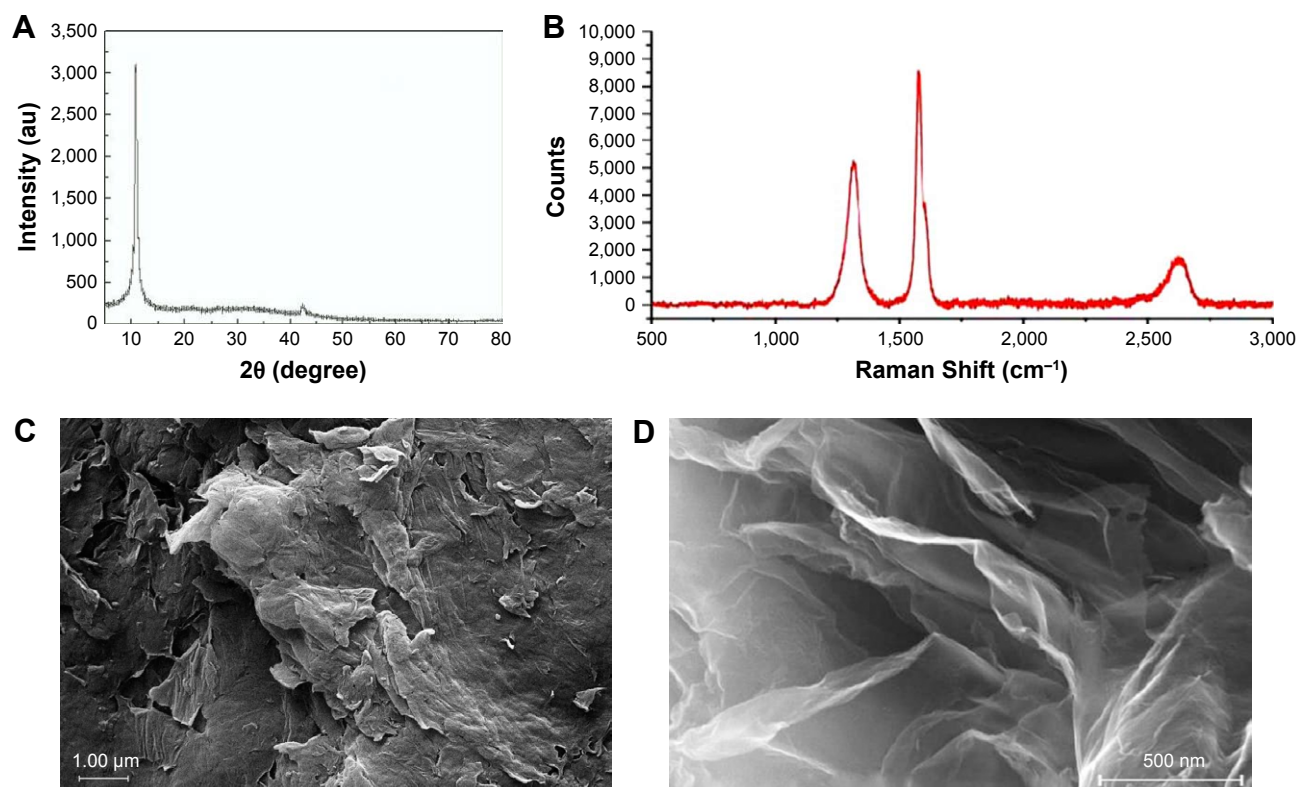 A
3,500
3,000
2,500
2,000
1,500
1,000
500
0
Intensity (au)
10 20 30 40 50 60 70 80
2θ (degree)
B
10,000
9,000
8,000
7,000
6,000
5,000
4,000
3,000
2,000
1,000
0
Counts
500 1,000 1,500 2,000 2,500 3,000
Raman Shift (cm⁻¹)
C
1.00 µm
D
500 nm